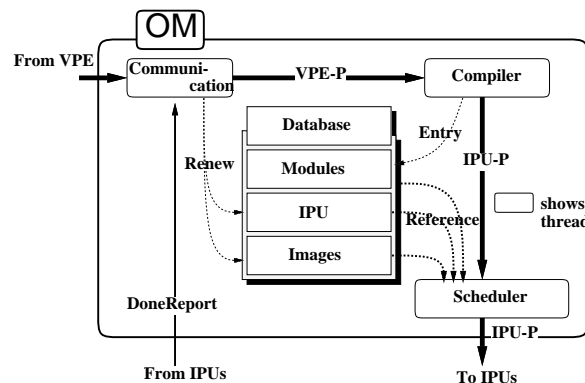 OM
From VPE
Communi-
cation
VPE-P
Compiler
Database
Entry
Renew
Modules
IPU-P
IPU
Reference
shows
thread
Images
DoneReport
Scheduler
IPU-P
From IPUs
To IPUs